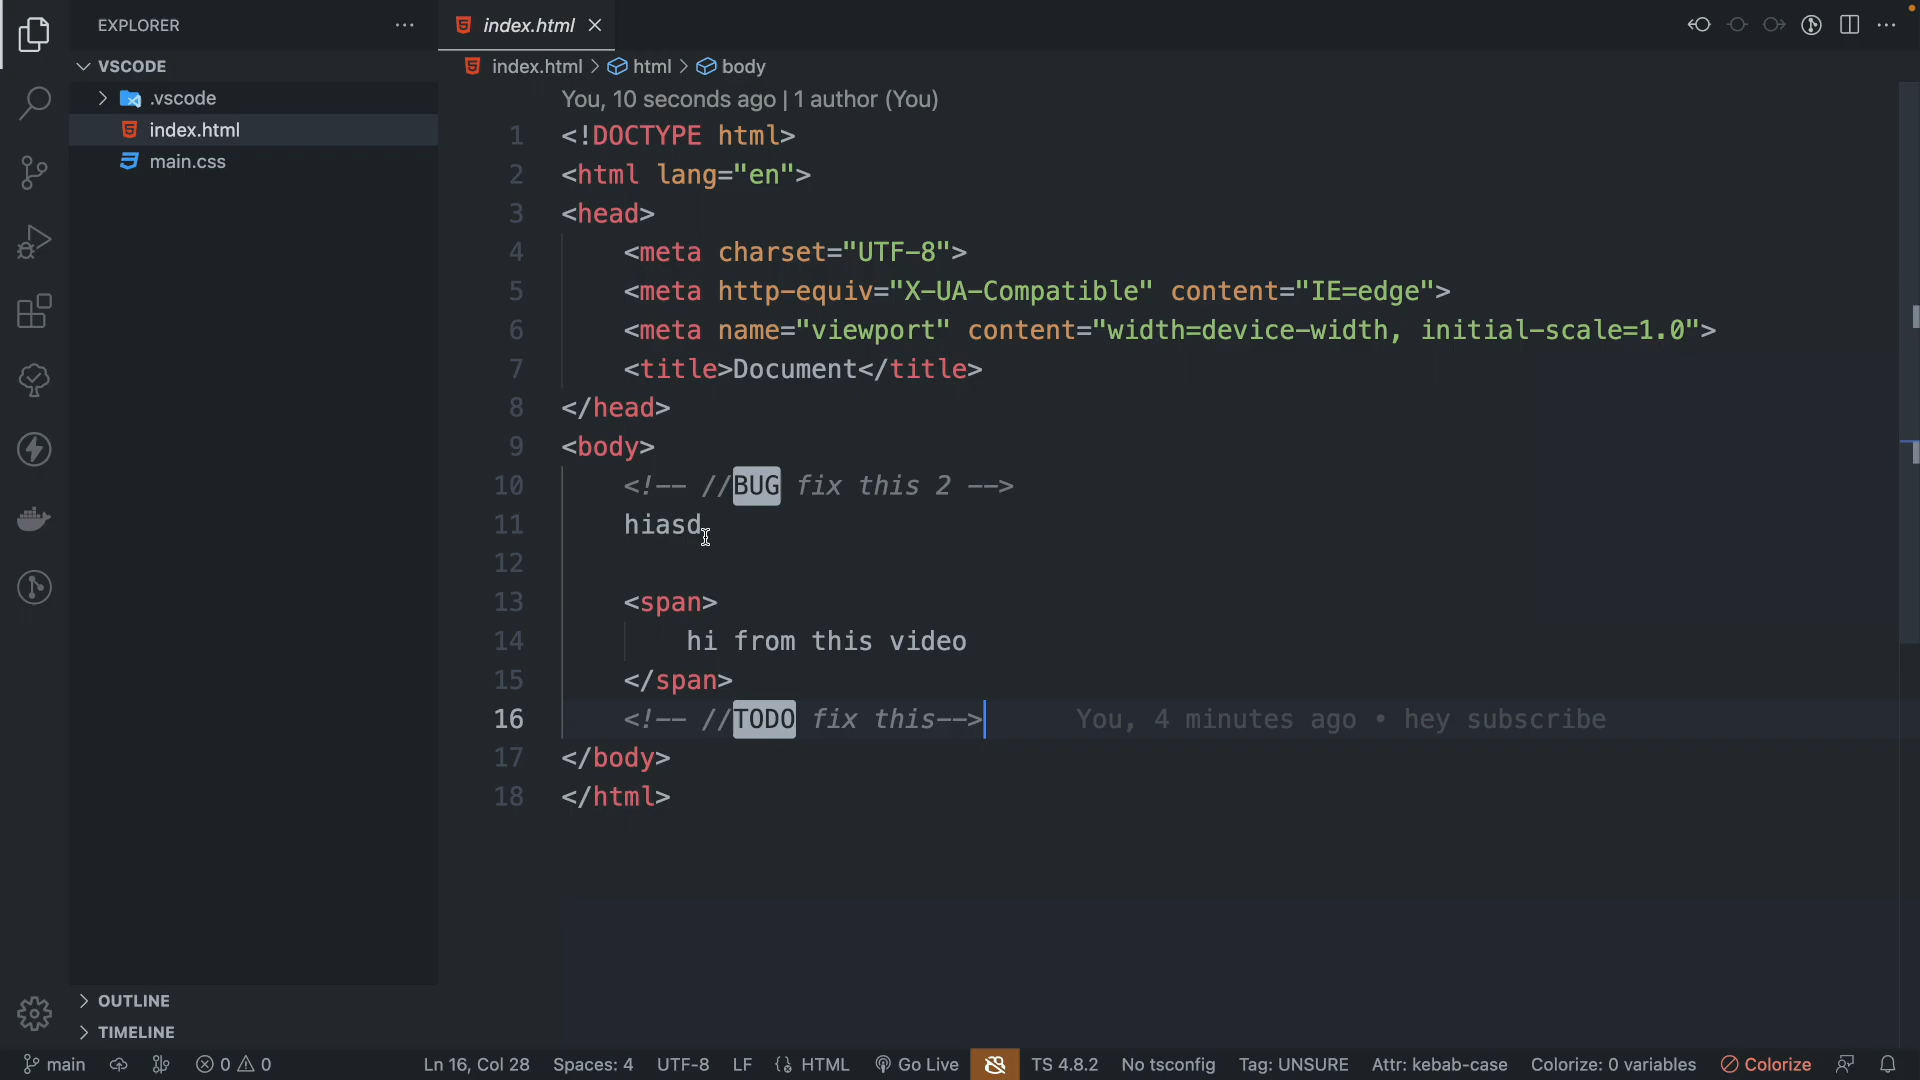 EXPLORER
index.html
VSCODE
.vscode
index.html
main.css
OUTLINE
TIMELINE
index.html > html > body
You, 10 seconds ago | 1 author (You)
1 <!DOCTYPE html>
2 <html lang="en">
3 <head>
4 <meta charset="UTF-8">
5 <meta http-equiv="X-UA-Compatible" content="IE=edge">
6 <meta name="viewport" content="width=device-width, initial-scale=1.0">
7 <title>Document</title>
8 </head>
9 <body>
10 <!-- //BUG fix this 2 -->
11 hiasd
12
13 <span>
14 hi from this video
15 </span>
16 <!-- //TODO fix this--> You, 4 minutes ago • hey subscribe
17 </body>
18 </html>
main 0 0 Ln 16, Col 28 Spaces: 4 UTF-8 LF HTML Go Live TS 4.8.2 No tsconfig Tag: UNSURE Attr: kebab-case Colorize: 0 variables Colorize